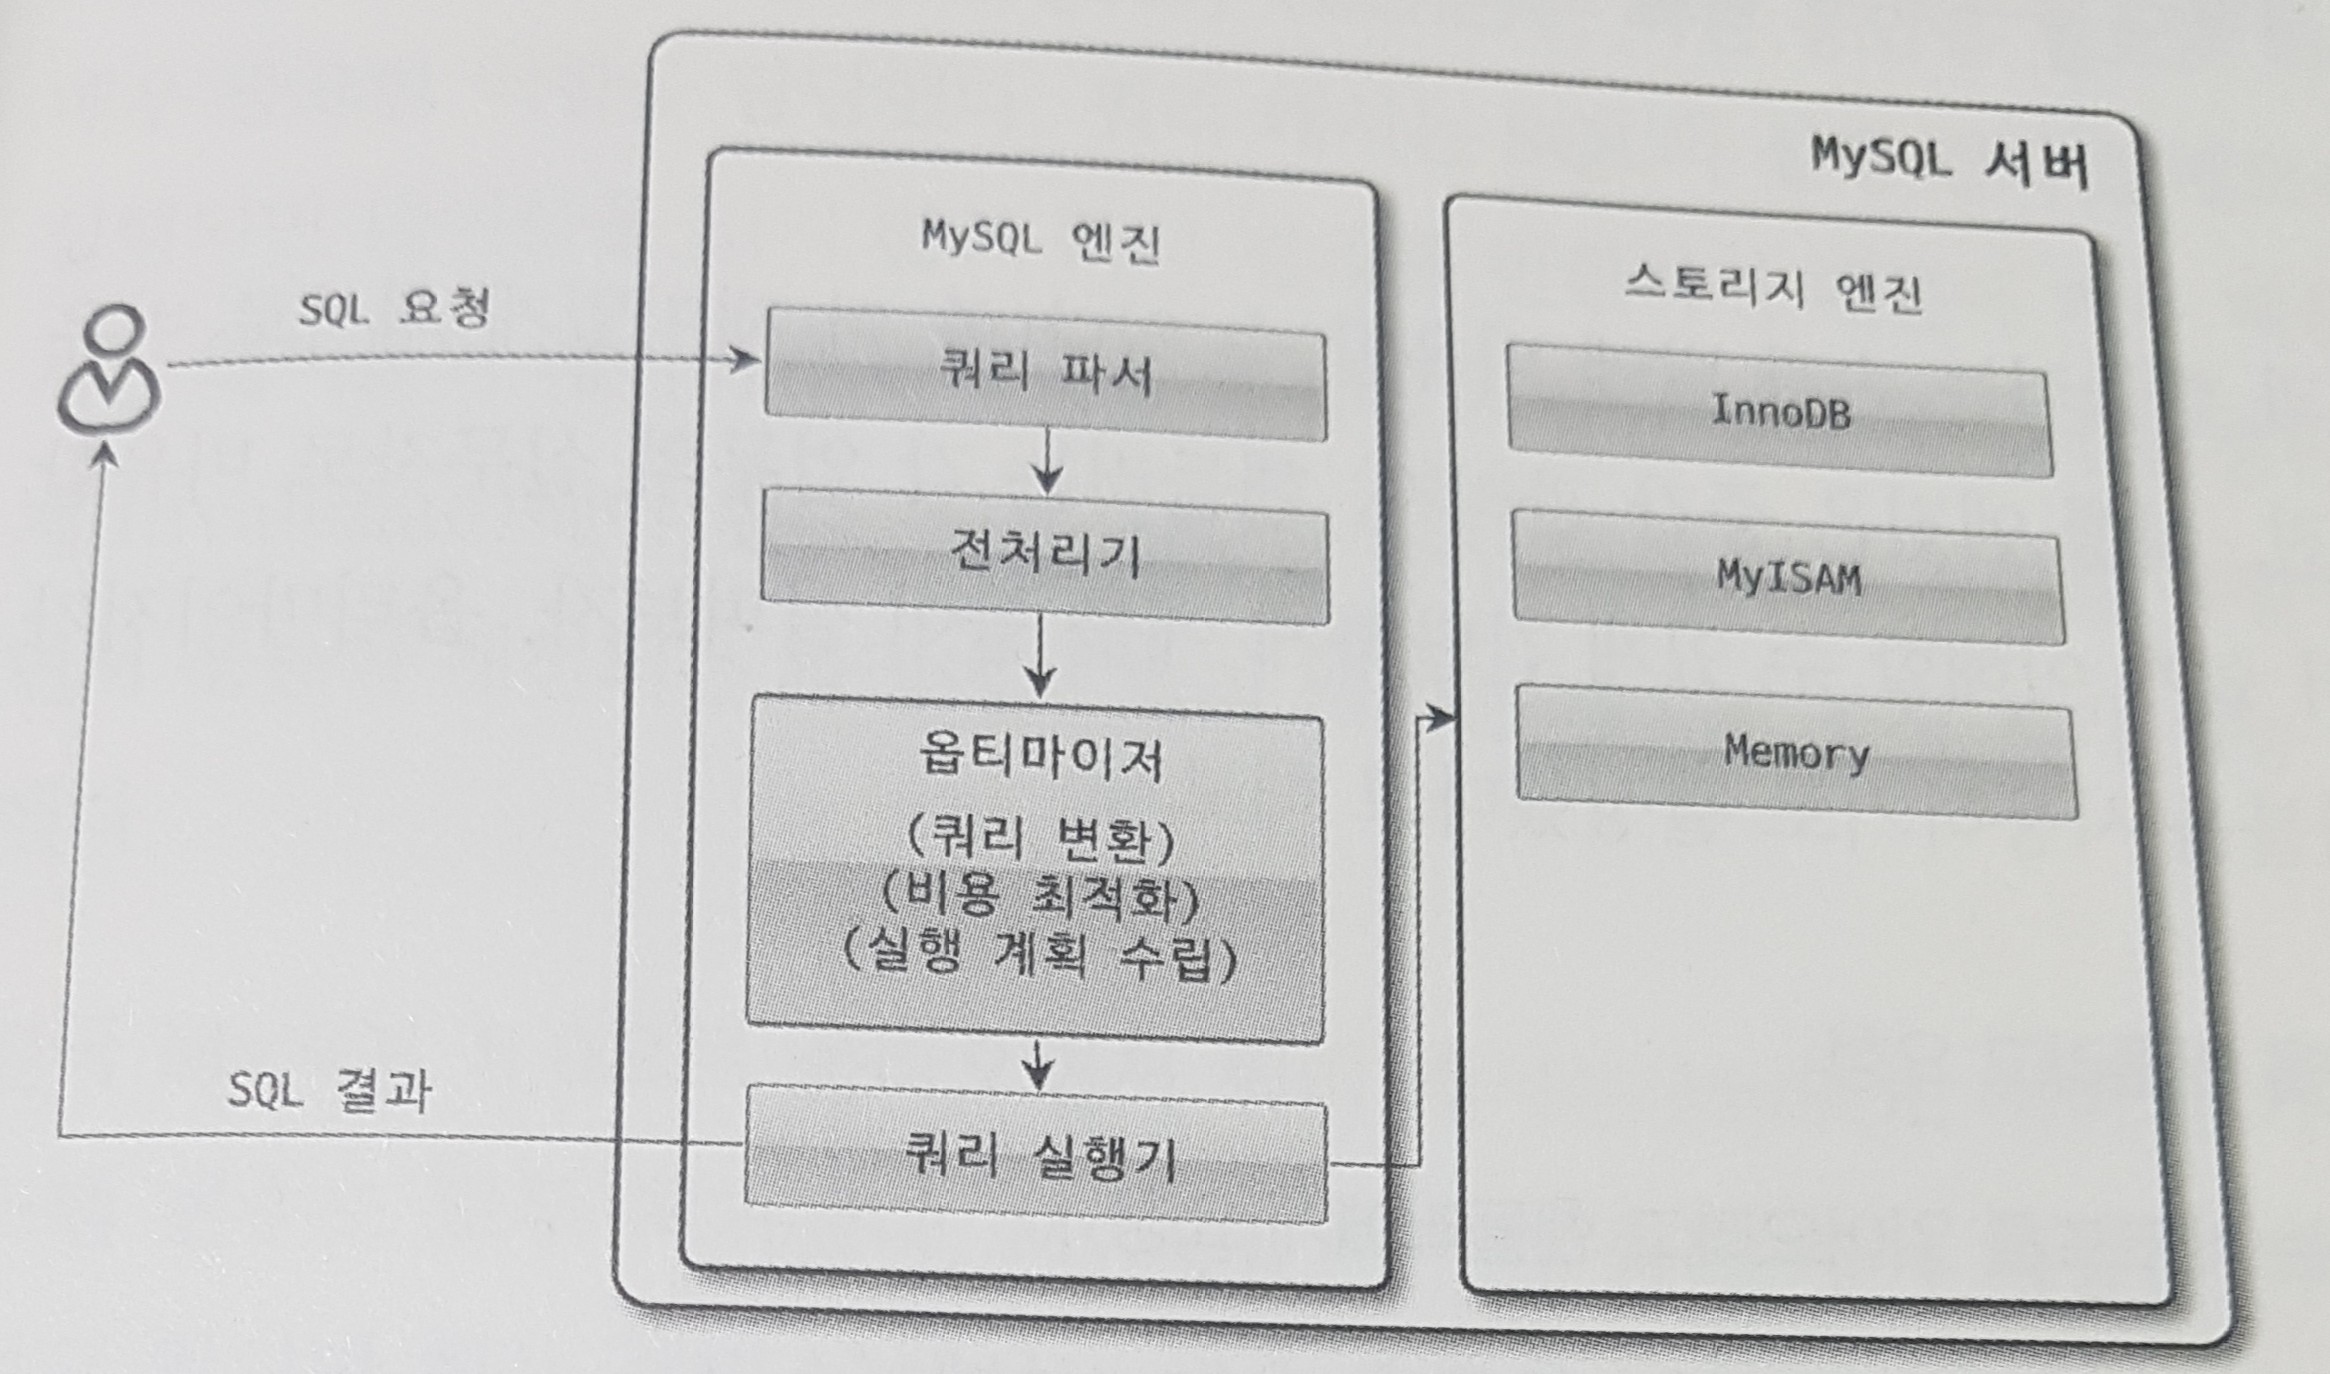 MySQL 서버
MySQL 엔진
SQL 요청
쿼리 파서
전처리기
옵티마이저
(쿼리 변환)
(비용 최적화)
(실행 계획 수립)
쿼리 실행기
SQL 결과
스토리지 엔진
InnoDB
MyISAM
Memory